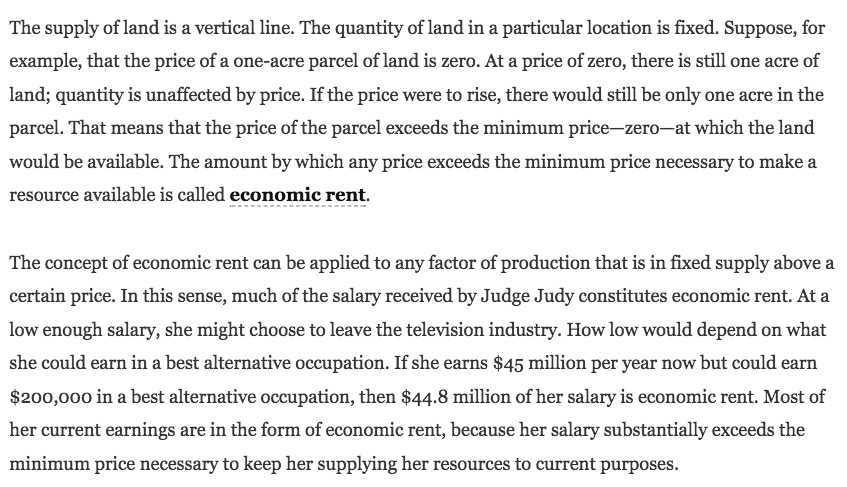 The supply of land is a vertical line. The quantity of land in a particular location is fixed. Suppose, for
example, that the price of a one-acre parcel of land is zero. At a price of zero, there is still one acre of
land; quantity is unaffected by price. If the price were to rise, there would still be only one acre in the
parcel. That means that the price of the parcel exceeds the minimum price—zero—at which the land
would be available. The amount by which any price exceeds the minimum price necessary to make a
resource available is called economic rent.
The concept of economic rent can be applied to any factor of production that is in fixed supply above a
certain price. In this sense, much of the salary received by Judge Judy constitutes economic rent. At a
low enough salary, she might choose to leave the television industry. How low would depend on what
she could earn in a best alternative occupation. If she earns $45 million per year now but could earn
$200,000 in a best alternative occupation, then $44.8 million of her salary is economic rent. Most of
her current earnings are in the form of economic rent, because her salary substantially exceeds the
minimum price necessary to keep her supplying her resources to current purposes.